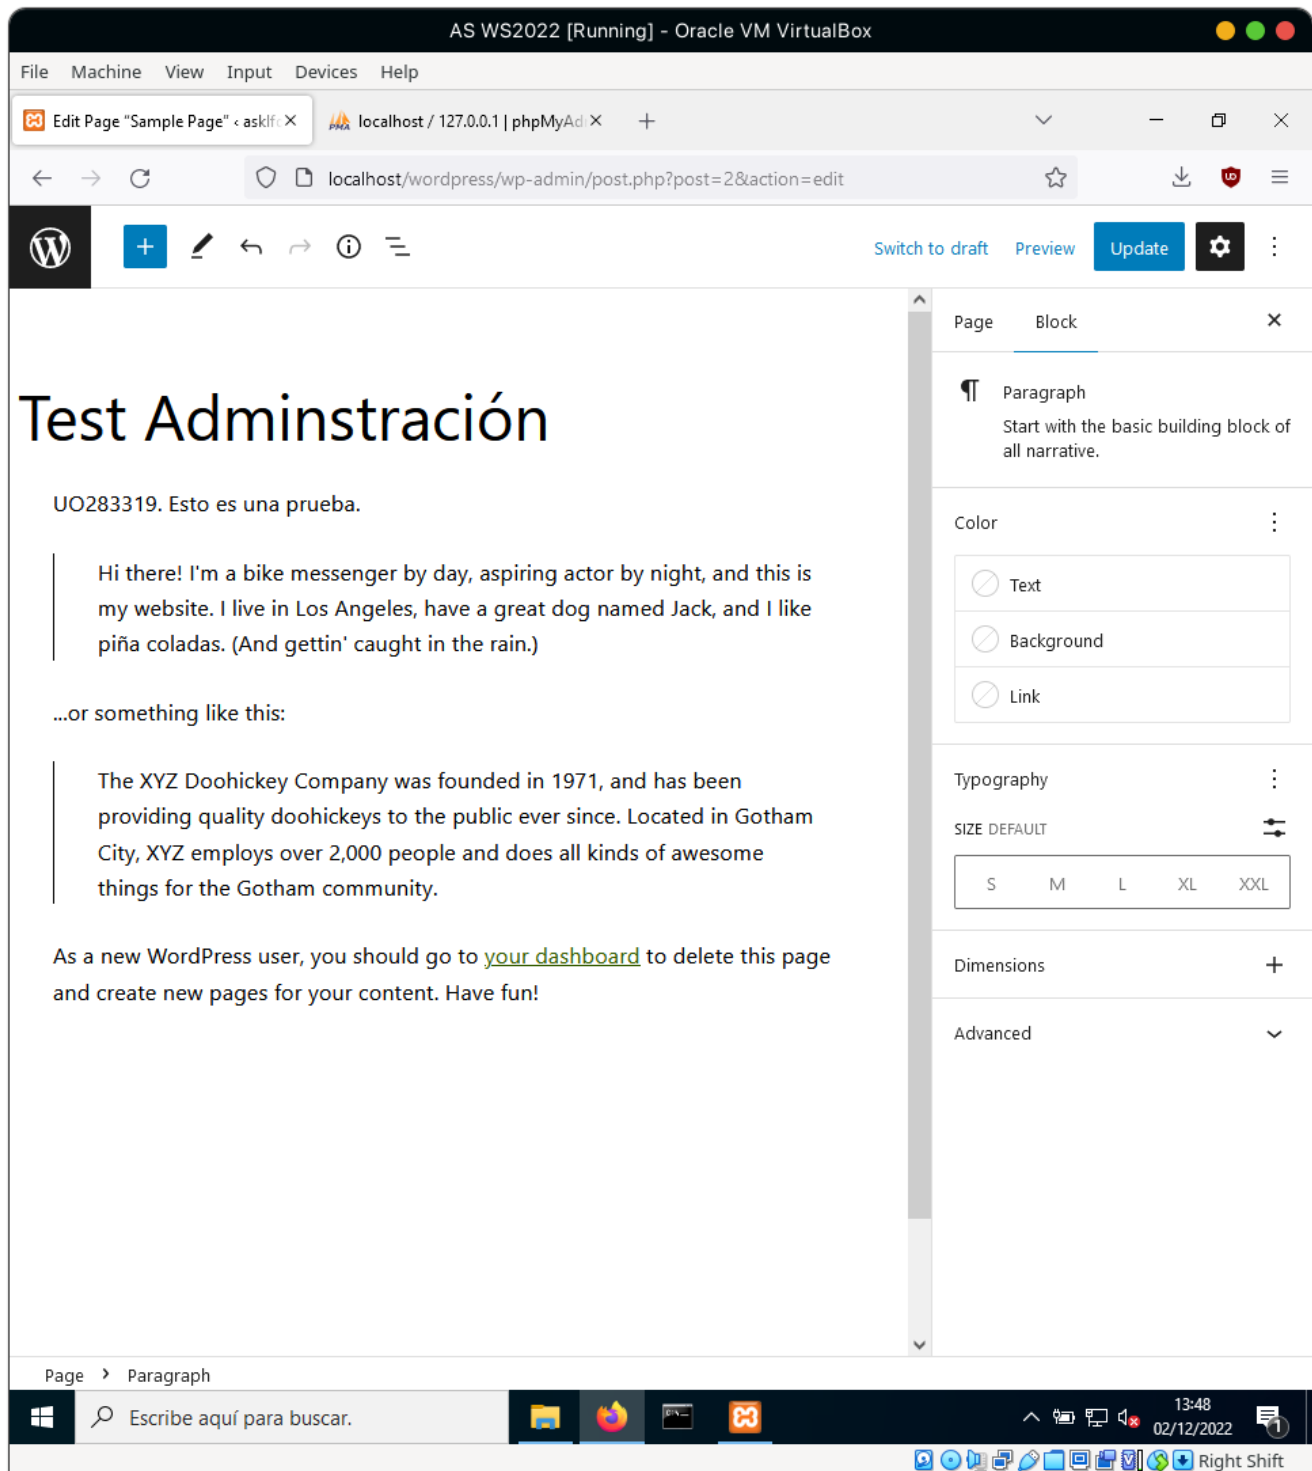 AS WS2022 [Running] - Oracle VM VirtualBox
File Machine View Input Devices Help
Edit Page "Sample Page" ‹ asklfc
localhost / 127.0.0.1 | phpMyAdi
localhost/wordpress/wp-admin/post.php?post=2&action=edit
Switch to draft Preview Update
Page Block
Test Adminstración
Paragraph
Start with the basic building block of
all narrative.
UO283319. Esto es una prueba.
Color
Hi there! I'm a bike messenger by day, aspiring actor by night, and this is
my website. I live in Los Angeles, have a great dog named Jack, and I like
piña coladas. (And gettin' caught in the rain.)
Text
Background
Link
...or something like this:
The XYZ Doohickey Company was founded in 1971, and has been
providing quality doohickeys to the public ever since. Located in Gotham
City, XYZ employs over 2,000 people and does all kinds of awesome
things for the Gotham community.
Typography
SIZE DEFAULT
S M L XL XXL
As a new WordPress user, you should go to your dashboard to delete this page
and create new pages for your content. Have fun!
Dimensions
Advanced
Page › Paragraph
Escribe aquí para buscar.
13:48
02/12/2022
1
Right Shift